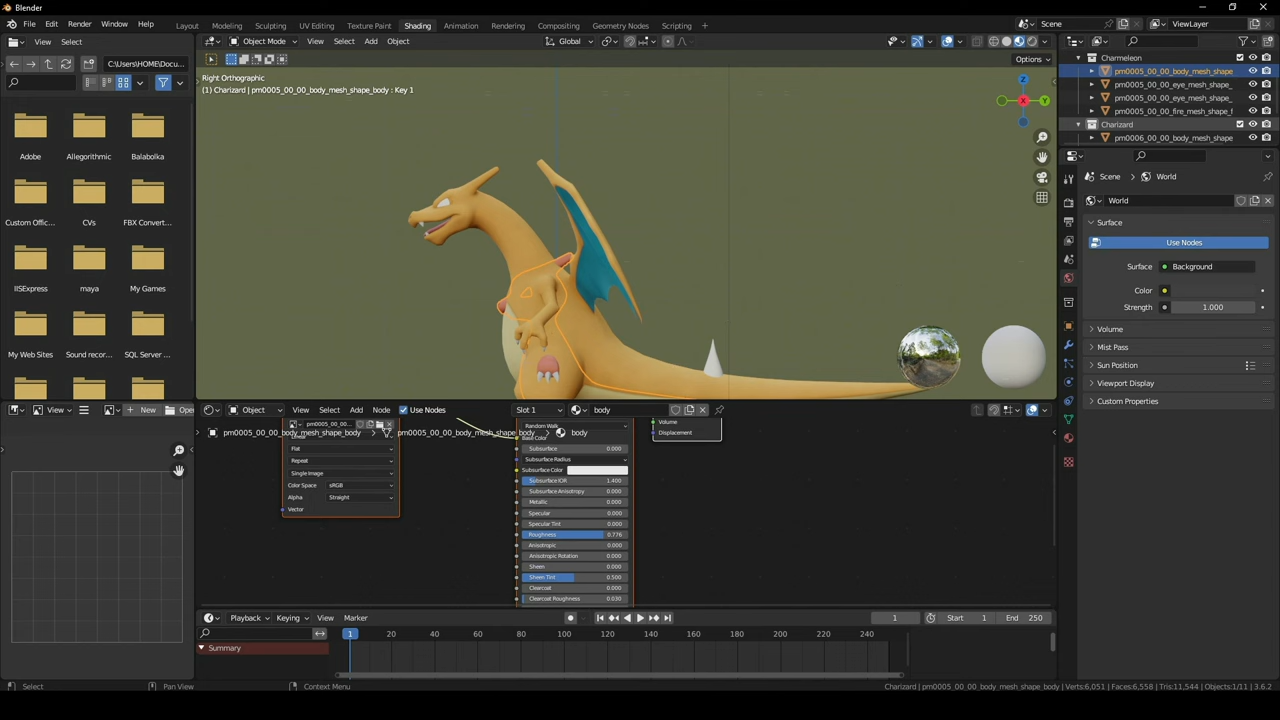 Blender
File Edit Render Window Help
Layout Modeling Sculpting UV Editing Texture Paint Shading Animation Rendering Compositing Geometry Nodes Scripting +
Scene ViewLayer
View Select
Object Mode View Select Add Object Global
C:\Users\HOME\Docu...
Options
Adobe Allegorithmic Balabolka
Custom Offic... CVs FBX Convert...
IISExpress maya My Games
My Web Sites Sound recor... SQL Server ...
Right Orthographic
(1) Charizard | pm0005_00_00_body_mesh_shape_body : Key 1
X
Y
Z
Charmeleon
pm0005_00_00_body_mesh_shape
pm0005_00_00_eye_mesh_shape_
pm0005_00_00_eye_mesh_shape_
pm0005_00_00_fire_mesh_shape_f
Charizard
pm0006_00_00_body_mesh_shape
Scene > World
World
Surface
Use Nodes
Surface Background
Color
Strength 1.000
Volume
Mist Pass
Sun Position
Viewport Display
Custom Properties
View + New Open
Object View Select Add Node Use Nodes Slot 1 body
pm0005_00_00_body_mesh_shape_body > pm0005_00_00_body_mesh_shape_body > body
pm0005_00_00...
Linear
Flat
Repeat
Single Image
Color Space sRGB
Alpha Straight
Vector
Random Walk
Base Color
Subsurface 0.000
Subsurface Radius
Subsurface Color
Subsurface IOR 1.400
Subsurface Anisotropy 0.000
Metallic 0.000
Specular 0.000
Specular Tint 0.000
Roughness 0.776
Anisotropic 0.000
Anisotropic Rotation 0.000
Sheen 0.000
Sheen Tint 0.500
Clearcoat 0.000
Clearcoat Roughness 0.030
Volume
Displacement
Playback Keying View Marker
1 Start 1 End 250
1 20 40 60 80 100 120 140 160 180 200 220 240
Summary
Select Pan View Context Menu
Charizard | pm0005_00_00_body_mesh_shape_body | Verts:6,051 | Faces:6,558 | Tris:11,544 | Objects:1/11 | 3.6.2